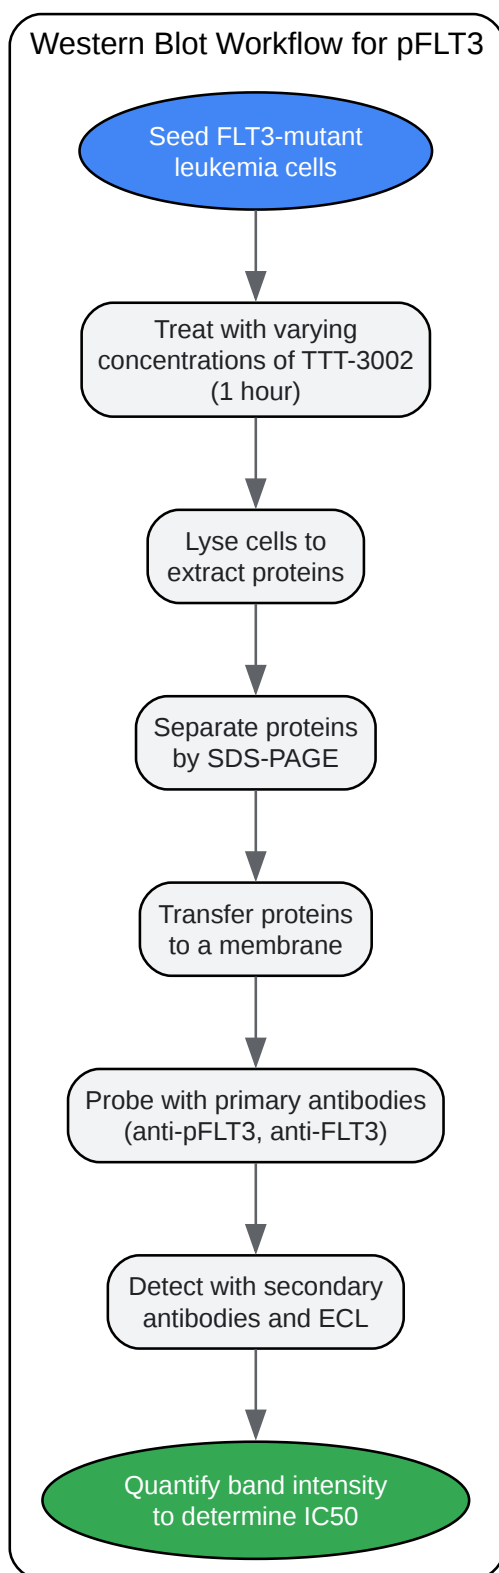 Western Blot Workflow for pFLT3
Seed FLT3-mutant
leukemia cells
Treat with varying
concentrations of TTT-3002
(1 hour)
Lyse cells to
extract proteins
Separate proteins
by SDS-PAGE
Transfer proteins
to a membrane
Probe with primary antibodies
(anti-pFLT3, anti-FLT3)
Detect with secondary
antibodies and ECL
Quantify band intensity
to determine IC50